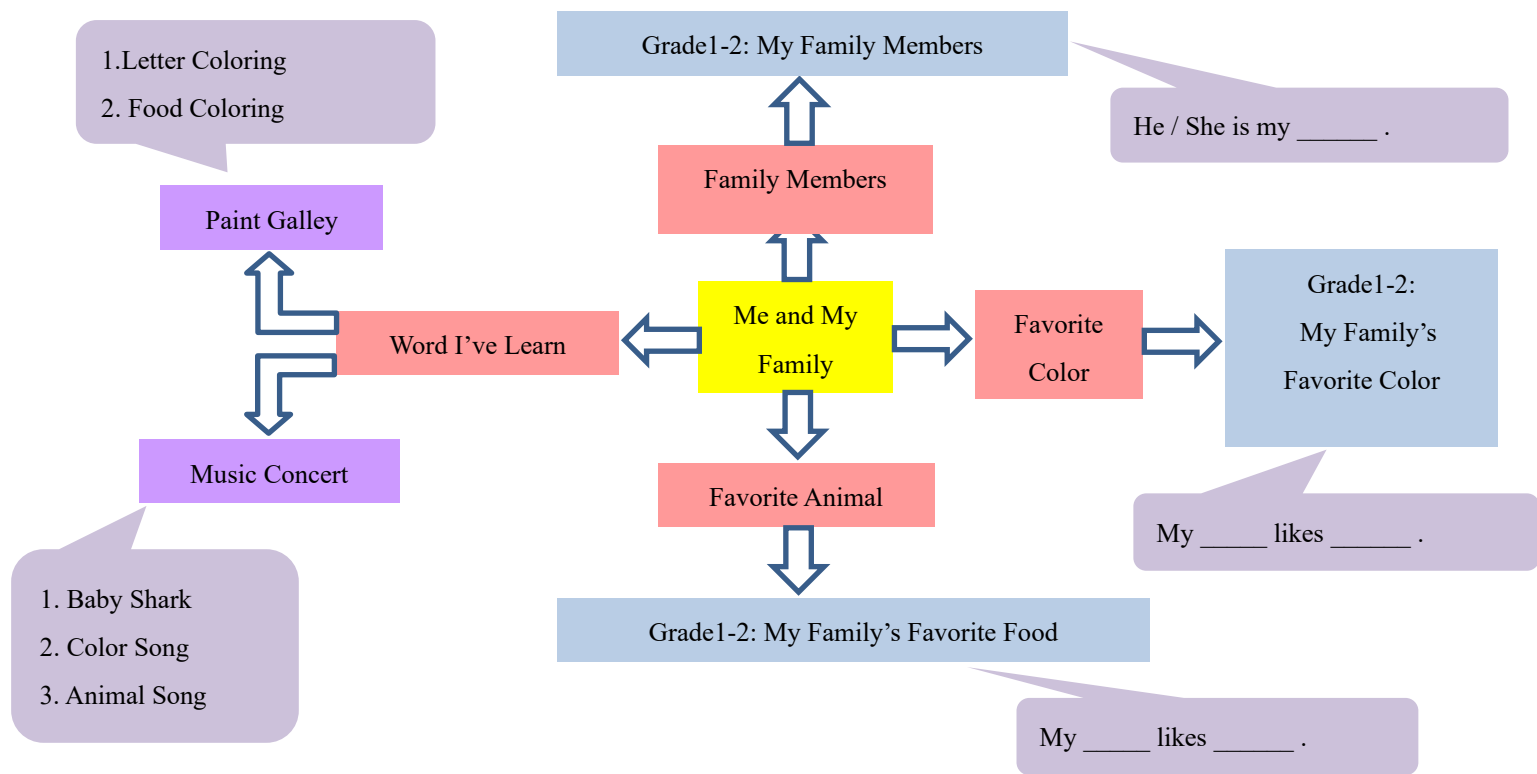 1.Letter Coloring
2. Food Coloring
Grade1-2: My Family Members
He / She is my ______ .
Family Members
Paint Galley
Word I’ve Learn
Me and My
Family
Favorite
Color
Grade1-2:
My Family’s
Favorite Color
Music Concert
Favorite Animal
My _____ likes ______ .
1. Baby Shark
2. Color Song
3. Animal Song
Grade1-2: My Family’s Favorite Food
My _____ likes ______ .